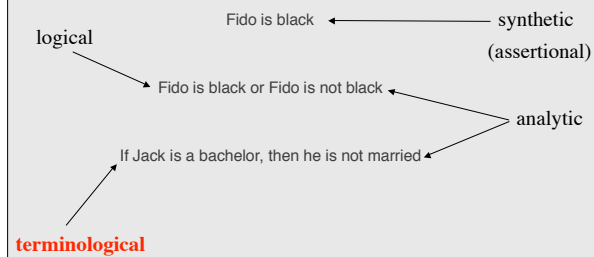 Fido is black
synthetic
(assertional)
logical
Fido is black or Fido is not black
analytic
If Jack is a bachelor, then he is not married
terminological